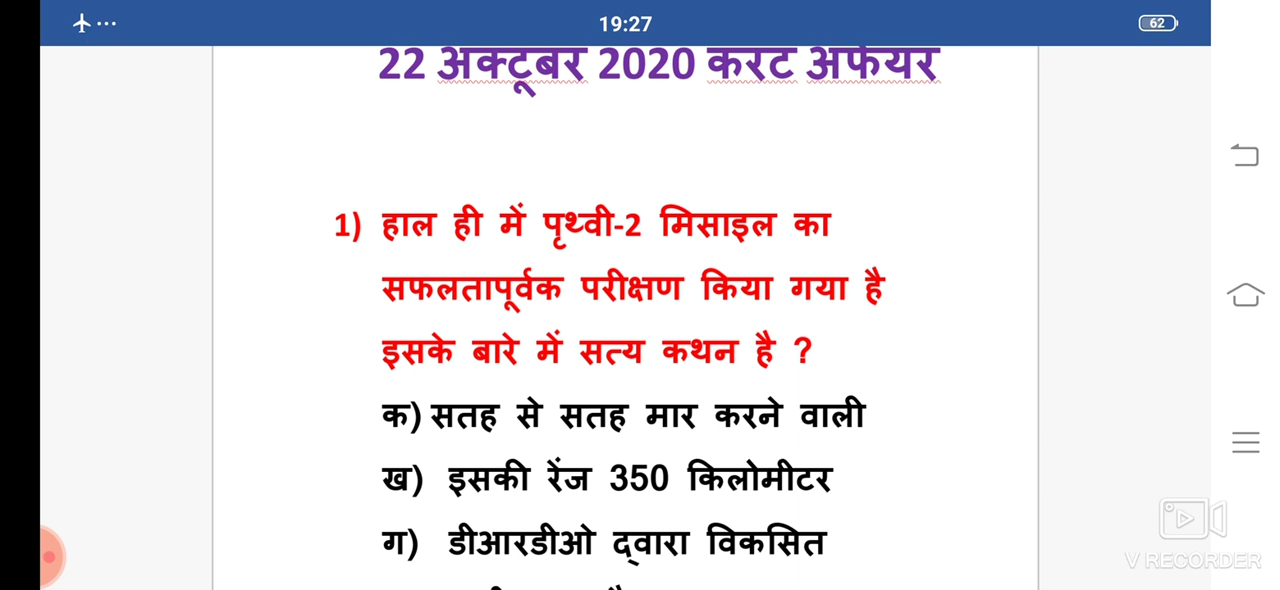 19:27
62
22 अक्टूबर 2020 करंट अफेयर
1) हाल ही में पृथ्वी-2 मिसाइल का
सफलतापूर्वक परीक्षण किया गया है
इसके बारे में सत्य कथन है ?
क) सतह से सतह मार करने वाली
ख) इसकी रेंज 350 किलोमीटर
ग) डीआरडीओ द्वारा विकसित
V RECORDER